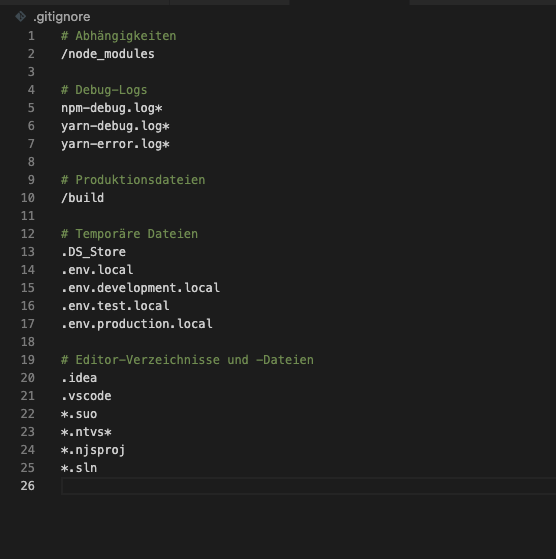 .gitignore
1 # Abhängigkeiten
2 /node_modules
3
4 # Debug-Logs
5 npm-debug.log*
6 yarn-debug.log*
7 yarn-error.log*
8
9 # Produktionsdateien
10 /build
11
12 # Temporäre Dateien
13 .DS_Store
14 .env.local
15 .env.development.local
16 .env.test.local
17 .env.production.local
18
19 # Editor-Verzeichnisse und -Dateien
20 .idea
21 .vscode
22 *.suo
23 *.ntvs*
24 *.njsproj
25 *.sln
26